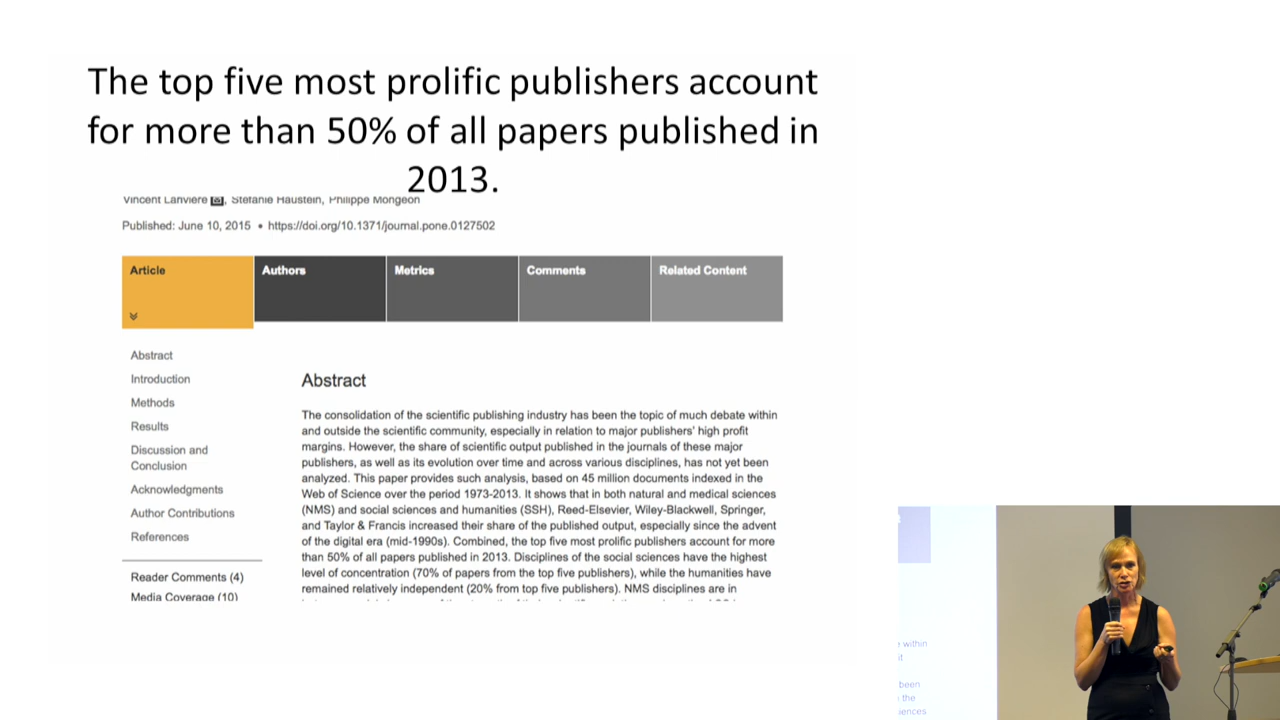 The top five most prolific publishers account
for more than 50% of all papers published in
2013.
Vincent Larivière, Stefanie Haustein, Philippe Mongeon
Published: June 10, 2015 • https://doi.org/10.1371/journal.pone.0127502
Article
Authors
Metrics
Comments
Related Content
Abstract
Introduction
Methods
Results
Discussion and
Conclusion
Acknowledgments
Author Contributions
References
Reader Comments (4)
Media Coverage (10)
Abstract
The consolidation of the scientific publishing industry has been the topic of much debate within
and outside the scientific community, especially in relation to major publishers' high profit
margins. However, the share of scientific output published in the journals of these major
publishers, as well as its evolution over time and across various disciplines, has not yet been
analyzed. This paper provides such analysis, based on 45 million documents indexed in the
Web of Science over the period 1973-2013. It shows that in both natural and medical sciences
(NMS) and social sciences and humanities (SSH), Reed-Elsevier, Wiley-Blackwell, Springer,
and Taylor & Francis increased their share of the published output, especially since the advent
of the digital era (mid-1990s). Combined, the top five most prolific publishers account for more
than 50% of all papers published in 2013. Disciplines of the social sciences have the highest
level of concentration (70% of papers from the top five publishers), while the humanities have
remained relatively independent (20% from top five publishers). NMS disciplines are in
within
it
been
the
iences